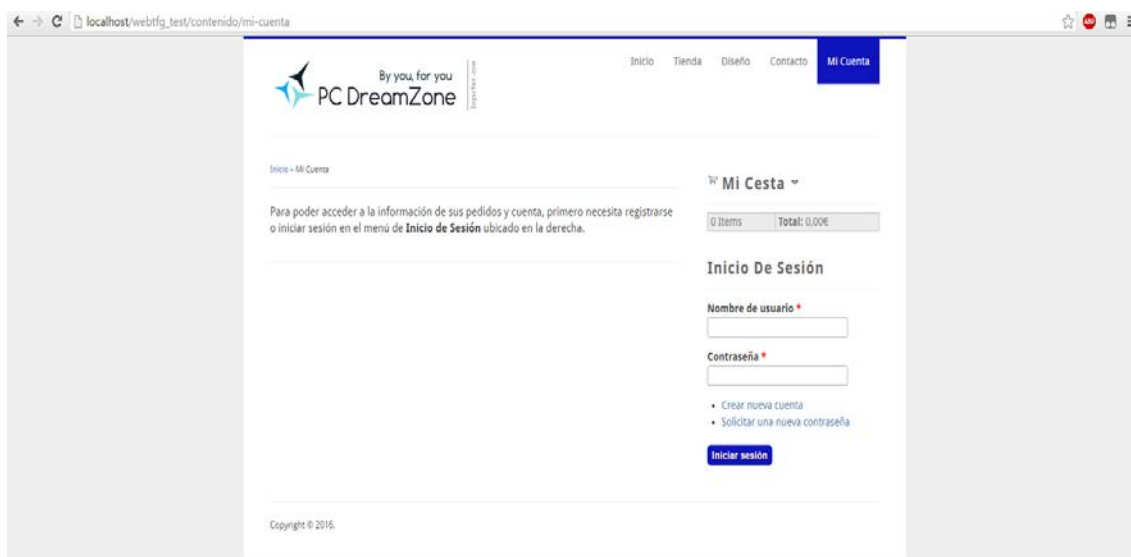 localhost/webtfg_test/contenido/mi-cuenta
ABP
Inicio Tienda Diseño Contacto Mi Cuenta
By you, for you
PC DreamZone
Inicio » Mi Cuenta
Para poder acceder a la información de sus pedidos y cuenta, primero necesita registrarse
o iniciar sesión en el menú de Inicio de Sesión ubicado en la derecha.
Mi Cesta
0 Items Total: 0,00€
Inicio De Sesión
Nombre de usuario *
Contraseña *
• Crear nueva cuenta
• Solicitar una nueva contraseña
Iniciar sesión
Copyright © 2016.